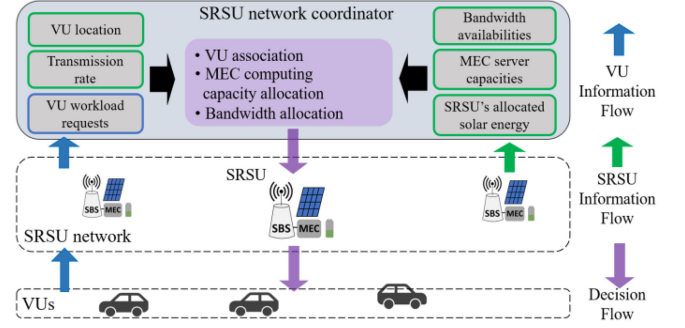 SRSU network coordinator
VU location
Transmission
rate
VU workload
requests
• VU association
• MEC computing
capacity allocation
• Bandwidth allocation
Bandwidth
availabilities
MEC server
capacities
SRSU's allocated
solar energy
VU
Information
Flow
SRSU
SBS
MEC
SBS
MEC
SBS
MEC
SRSU network
SRSU
Information
Flow
VUs
Decision
Flow